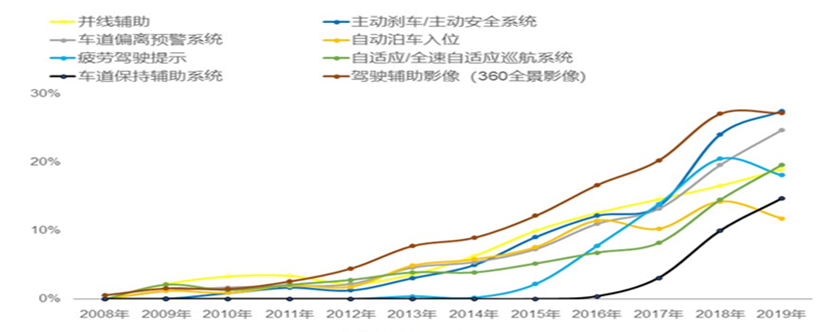 并线辅助 主动刹车/主动安全系统
车道偏离预警系统 自动泊车入位
疲劳驾驶提示 自适应/全速自适应巡航系统
车道保持辅助系统 驾驶辅助影像（360全景影像)
30%
20%
10%
0%
2008年 2009年 2010年 2011年 2012年 2013年 2014年 2015年 2016年 2017年 2018年 2019年